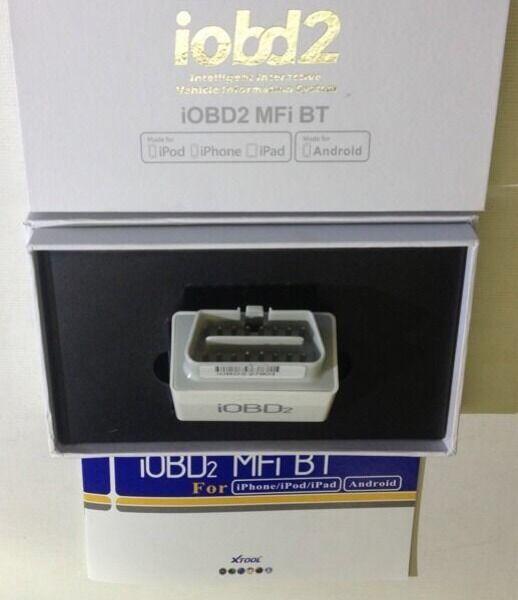 iobd2
Intelligent Interactive
Vehicle Information System
iOBD2 MFi BT
Made for
iPod iPhone iPad
Made for
Android
iOBD2
iOBD2 MFi BT
For iPhone/iPod/iPad Android
XTOOL